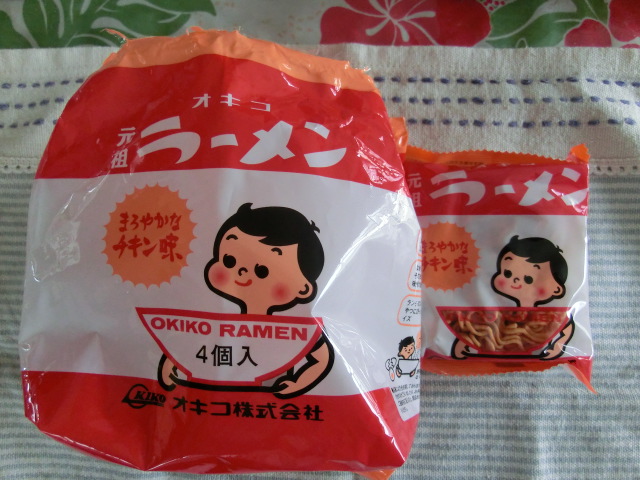 オキコ
元祖
ラーメン
まろやかな
チキン味
OKIKO RAMEN
4個入
OKIKO オキコ株式会社
元祖
ラーメン
まろやかな
チキン味